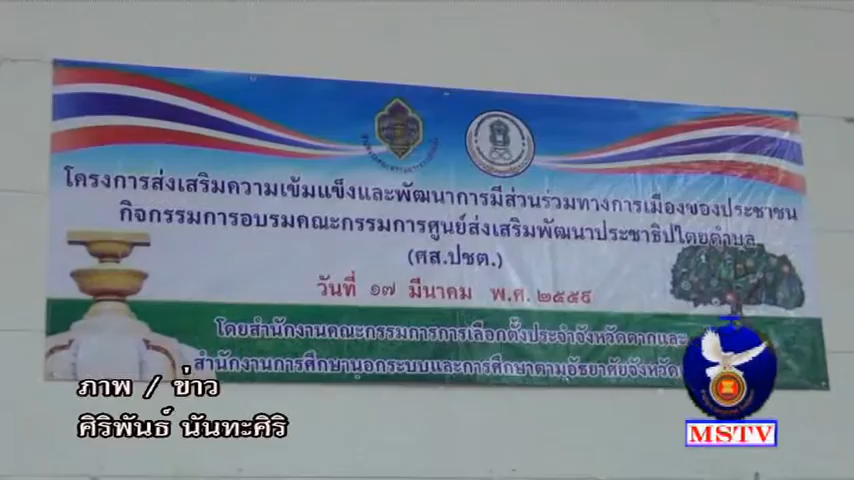 โครงการส่งเสริมความเข้มแข็งและพัฒนาการมีส่วนร่วมทางการเมืองของประชาชน
กิจกรรมการอบรมคณะกรรมการศูนย์ส่งเสริมพัฒนาประชาธิปไตยตำบล
(ศส.ปชต.)
วันที่ ๑๗ มีนาคม พ.ศ.๒๕๕๙
โดยสำนักงานคณะกรรมการการเลือกตั้งประจำจังหวัดตากและ
สำนักงานการศึกษานอกระบบและการศึกษาตามอัธยาศัยจังหวัด
ภาพ / ข่าว
ศิริพันธ์ นันทะศิริ
MSTV